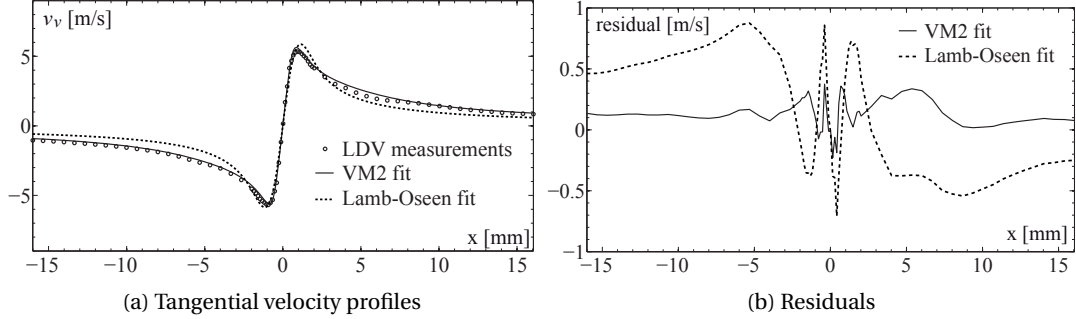 v_v [m/s]
5
0
−5
LDV measurements
VM2 fit
Lamb-Oseen fit
x [mm]
−15 −10 −5 0 5 10 15
(a) Tangential velocity profiles
1
residual [m/s]
VM2 fit
Lamb-Oseen fit
0.5
0
−0.5
−1
x [mm]
−15 −10 −5 0 5 10 15
(b) Residuals